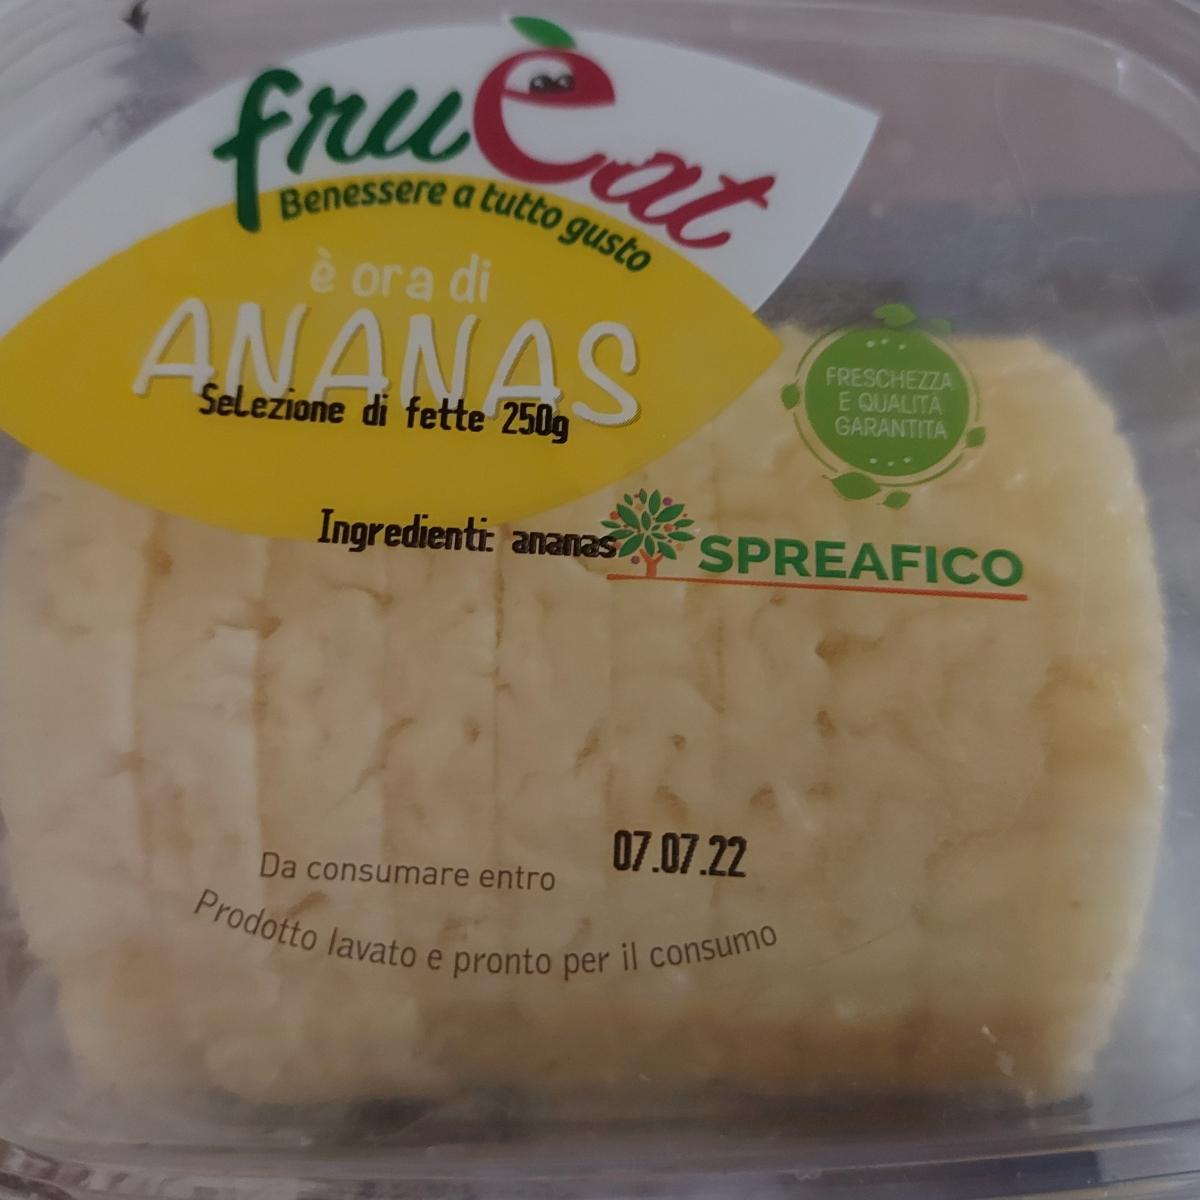 fruÈat
Benessere a tutto gusto
è ora di
ANANAS
Selezione di fette 250g
FRESCHEZZA
E QUALITÀ
GARANTITA
Ingredienti: ananas
SPREAFICO
Da consumare entro 07.07.22
Prodotto lavato e pronto per il consumo